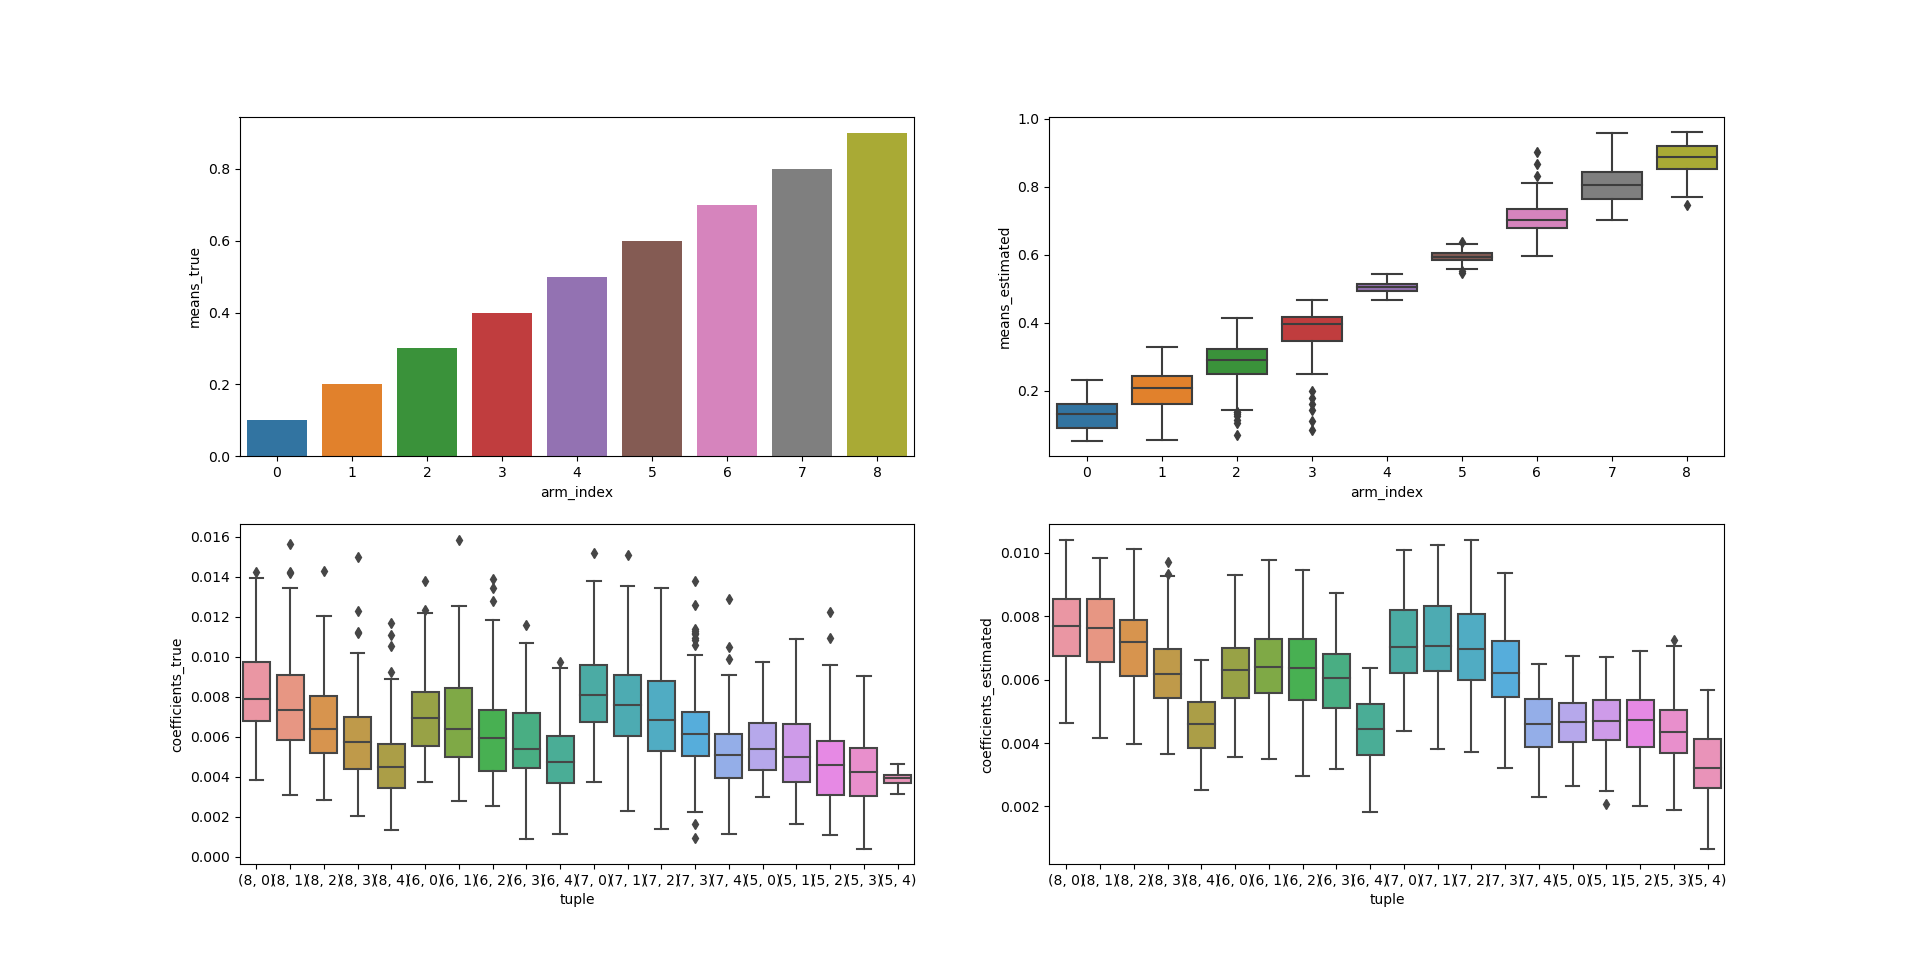 means_true
0.8
0.6
0.4
0.2
0.0
0 1 2 3 4 5 6 7 8
arm_index
means_estimated
1.0
0.8
0.6
0.4
0.2
0 1 2 3 4 5 6 7 8
arm_index
coefficients_true
0.016
0.014
0.012
0.010
0.008
0.006
0.004
0.002
0.000
(8, 0) (8, 1) (8, 2) (8, 3) (8, 4) (6, 0) (6, 1) (6, 2) (6, 3) (6, 4) (7, 0) (7, 1) (7, 2) (7, 3) (7, 4) (5, 0) (5, 1) (5, 2) (5, 3) (5, 4)
tuple
coefficients_estimated
0.010
0.008
0.006
0.004
0.002
(8, 0) (8, 1) (8, 2) (8, 3) (8, 4) (6, 0) (6, 1) (6, 2) (6, 3) (6, 4) (7, 0) (7, 1) (7, 2) (7, 3) (7, 4) (5, 0) (5, 1) (5, 2) (5, 3) (5, 4)
tuple